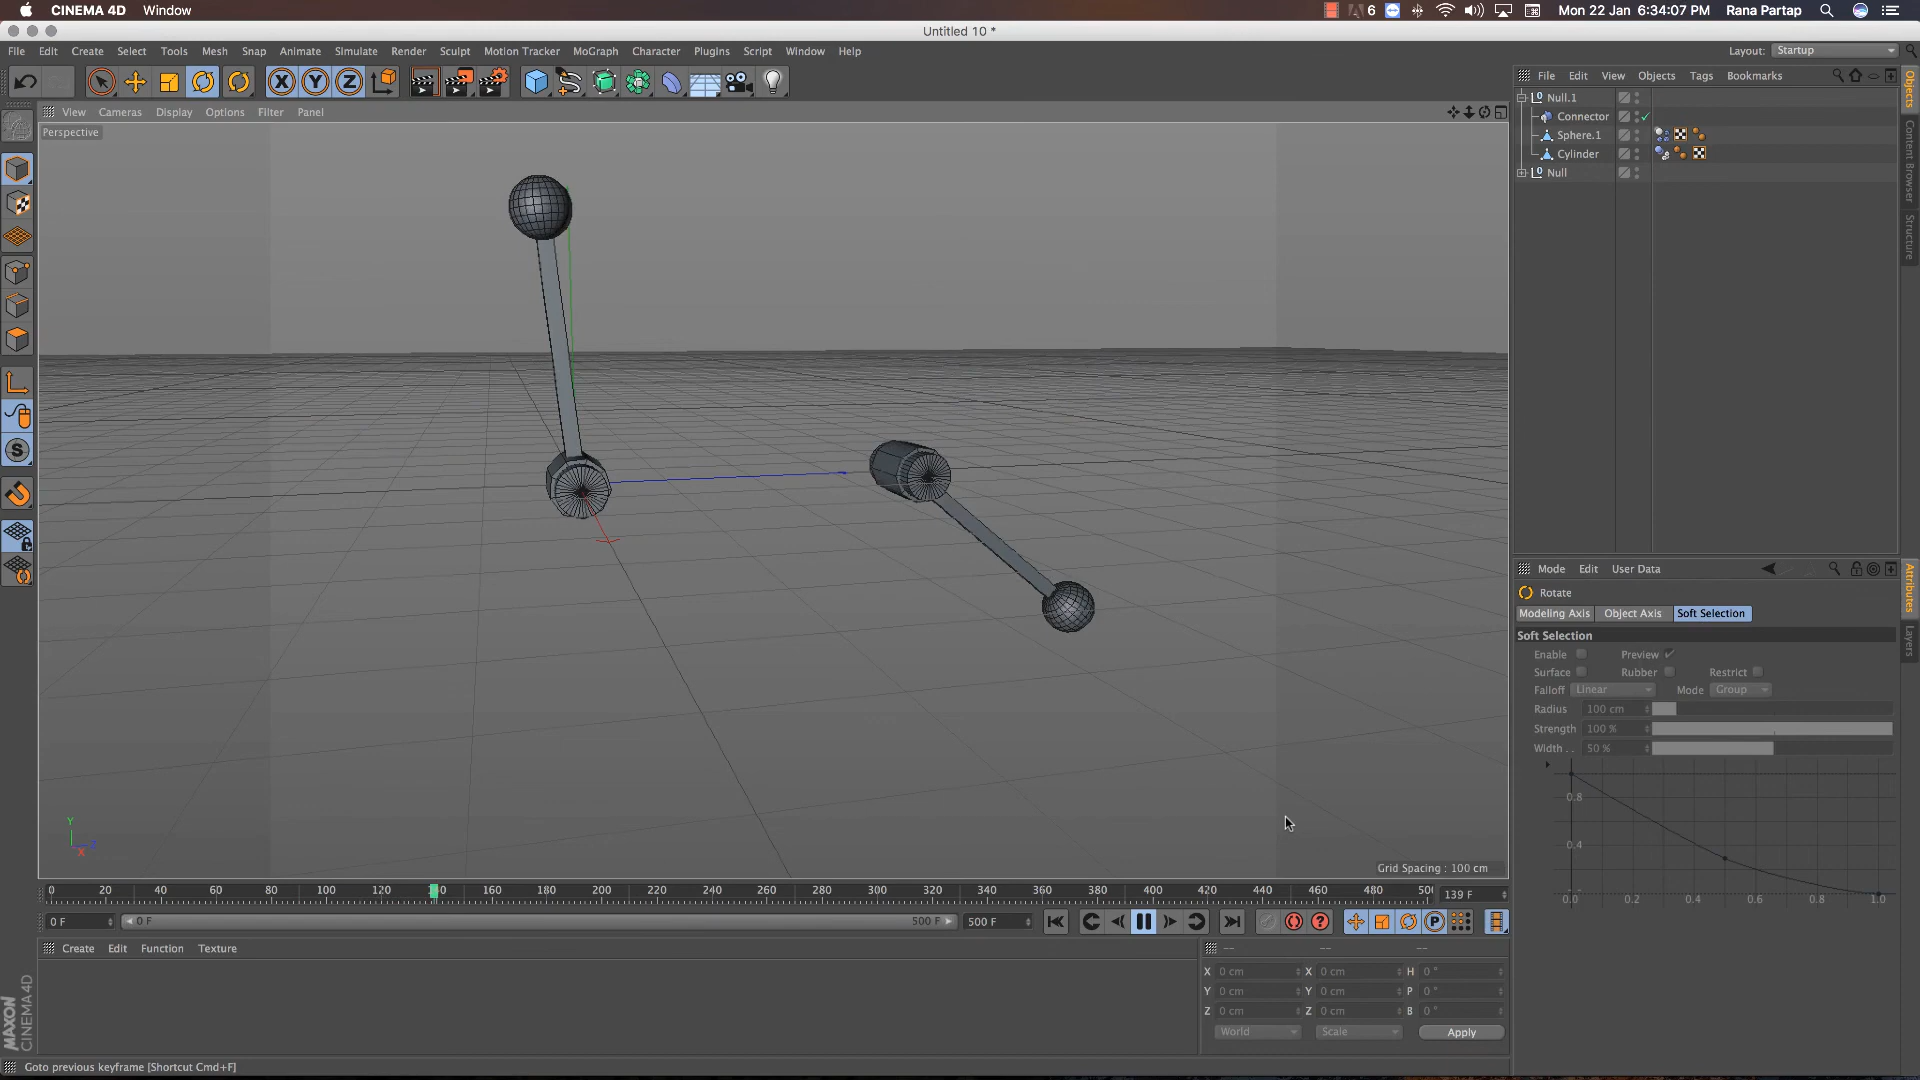 CINEMA 4D Window 6 Mon 22 Jan 6:34:07 PM Rana Partap
Untitled 10 *
File Edit Create Select Tools Mesh Snap Animate Simulate Render Sculpt Motion Tracker MoGraph Character Plugins Script Window Help Layout: Startup
X Y Z
View Cameras Display Options Filter Panel
Perspective
File Edit View Objects Tags Bookmarks
Null.1
Connector
Sphere.1
Cylinder
Null
Objects
Content Browser
Structure
Mode Edit User Data
Rotate
Modeling Axis Object Axis Soft Selection
Soft Selection
Enable Preview
Surface Rubber Restrict
Falloff Linear Mode Group
Radius 100 cm
Strength 100 %
Width . . 50 %
0.8
0.4
0.0 0.2 0.4 0.6 0.8 1.0
Attributes
Layers
Y
Z
X
Grid Spacing : 100 cm
0 20 40 60 80 100 120 160 180 200 220 240 260 280 300 320 340 360 380 400 420 440 460 480 500 139 F
0 F 0 F 500 F 500 F
Create Edit Function Texture
-- -- --
X 0 cm X 0 cm H 0 °
Y 0 cm Y 0 cm P 0 °
Z 0 cm Z 0 cm B 0 °
World Scale Apply
MAXON
CINEMA 4D
Goto previous keyframe [Shortcut Cmd+F]